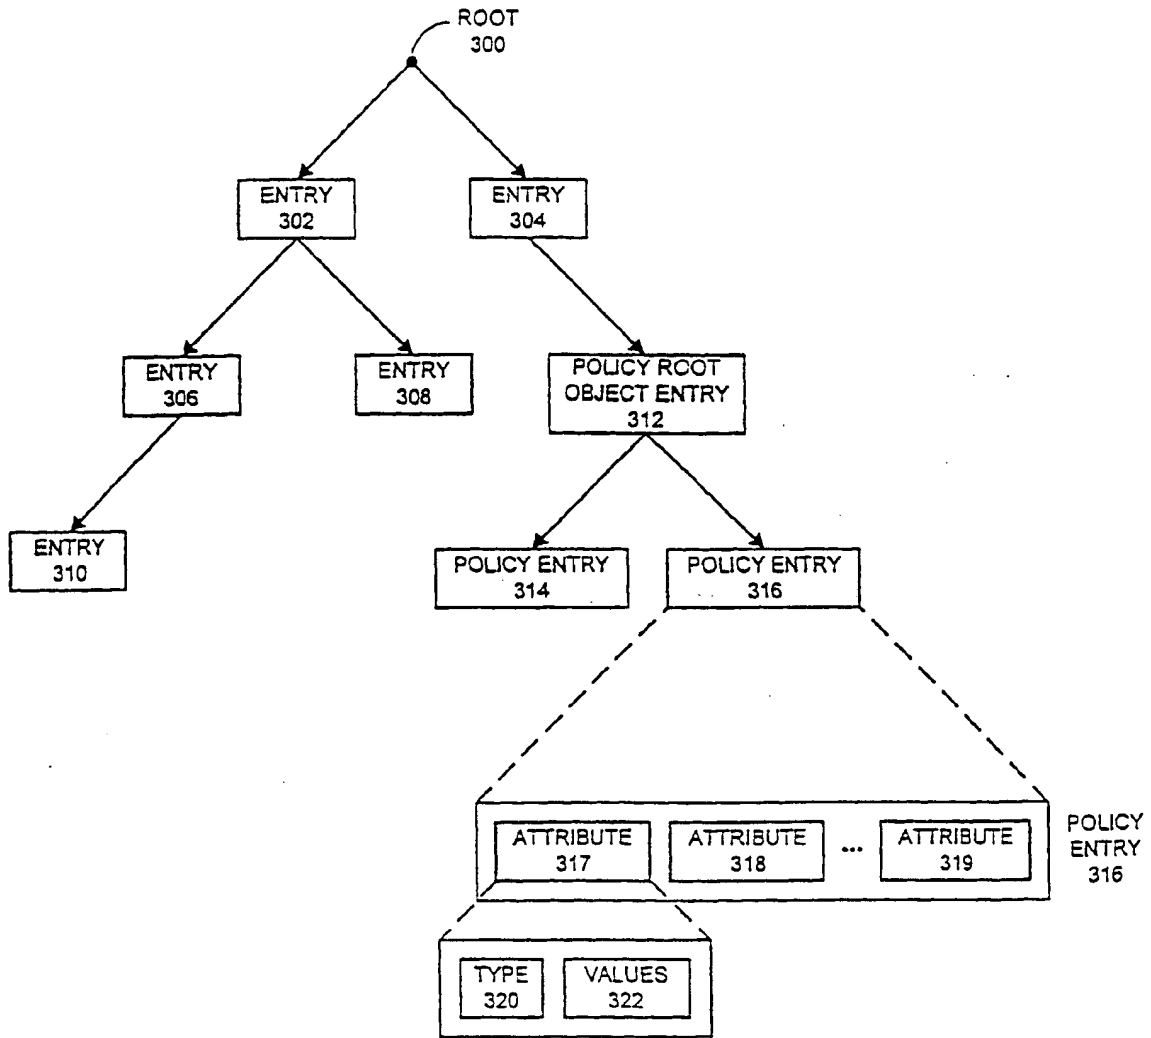 ROOT
300
ENTRY
302
ENTRY
304
ENTRY
306
ENTRY
308
POLICY ROOT
OBJECT ENTRY
312
ENTRY
310
POLICY ENTRY
314
POLICY ENTRY
316
ATTRIBUTE
317
ATTRIBUTE
318
...
ATTRIBUTE
319
POLICY
ENTRY
316
TYPE
320
VALUES
322